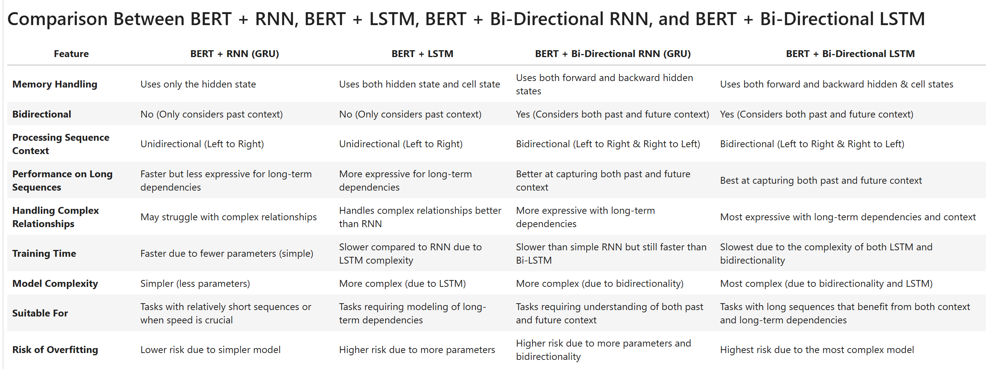 Comparison Between BERT + RNN, BERT + LSTM, BERT + Bi-Directional RNN, and BERT + Bi-Directional LSTM
Feature BERT + RNN (GRU) BERT + LSTM BERT + Bi-Directional RNN (GRU) BERT + Bi-Directional LSTM
Memory Handling
Uses only the hidden state
Uses both hidden state and cell state
Uses both forward and backward hidden
states
Uses both forward and backward hidden & cell states
Bidirectional
No (Only considers past context)
No (Only considers past context)
Yes (Considers both past and future context)
Yes (Considers both past and future context)
Processing Sequence
Context
Unidirectional (Left to Right)
Unidirectional (Left to Right)
Bidirectional (Left to Right & Right to Left)
Bidirectional (Left to Right & Right to Left)
Performance on Long
Sequences
Faster but less expressive for long-term
dependencies
More expressive for long-term
dependencies
Better at capturing both past and future
context
Best at capturing both past and future context
Handling Complex
Relationships
May struggle with complex relationships
Handles complex relationships better
than RNN
More expressive with long-term
dependencies
Most expressive with long-term dependencies and context
Training Time
Faster due to fewer parameters (simple)
Slower compared to RNN due to
LSTM complexity
Slower than simple RNN but still faster than
Bi-LSTM
Slowest due to the complexity of both LSTM and
bidirectionality
Model Complexity
Simpler (less parameters)
More complex (due to LSTM)
More complex (due to bidirectionality)
Most complex (due to bidirectionality and LSTM)
Suitable For
Tasks with relatively short sequences or
when speed is crucial
Tasks requiring modeling of long-
term dependencies
Tasks requiring understanding of both past
and future context
Tasks with long sequences that benefit from both context
and long-term dependencies
Risk of Overfitting
Lower risk due to simpler model
Higher risk due to more parameters
Higher risk due to more parameters and
bidirectionality
Highest risk due to the most complex model